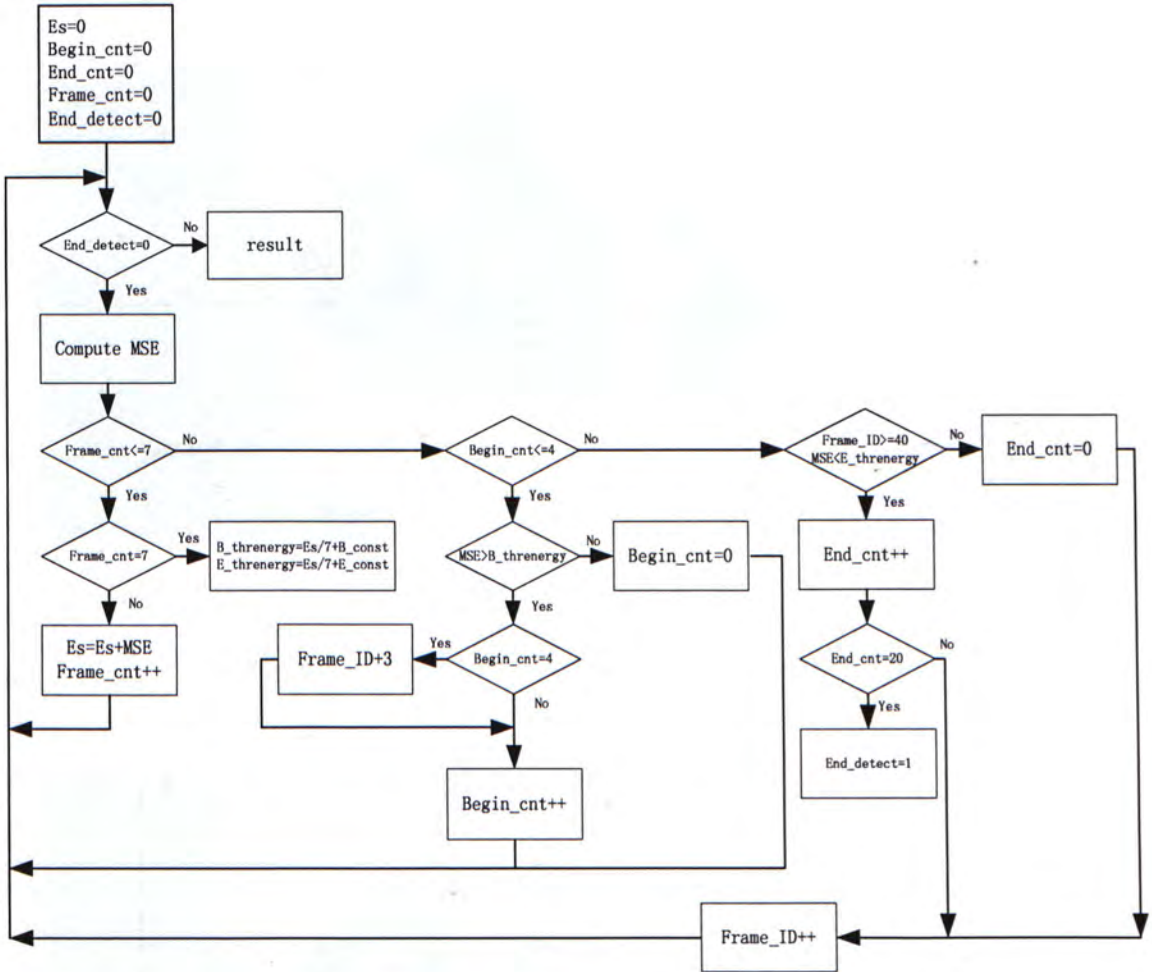 Es=0
Begin_cnt=0
End_cnt=0
Frame_cnt=0
End_detect=0
End_detect=0
No
result
Yes
Compute MSE
Frame_cnt<=7
No
Begin_cnt<=4
No
Frame_ID>=40
MSE<E_threnergy
No
End_cnt=0
Yes
Yes
Yes
Frame_cnt=7
Yes
B_threnergy=Es/7+B_const
E_threnergy=Es/7+E_const
MSE>B_threnergy
No
Begin_cnt=0
End_cnt++
No
Yes
Es=Es+MSE
Frame_cnt++
Frame_ID+3
Yes
Begin_cnt=4
End_cnt=20
No
No
Yes
End_detect=1
Begin_cnt++
Frame_ID++